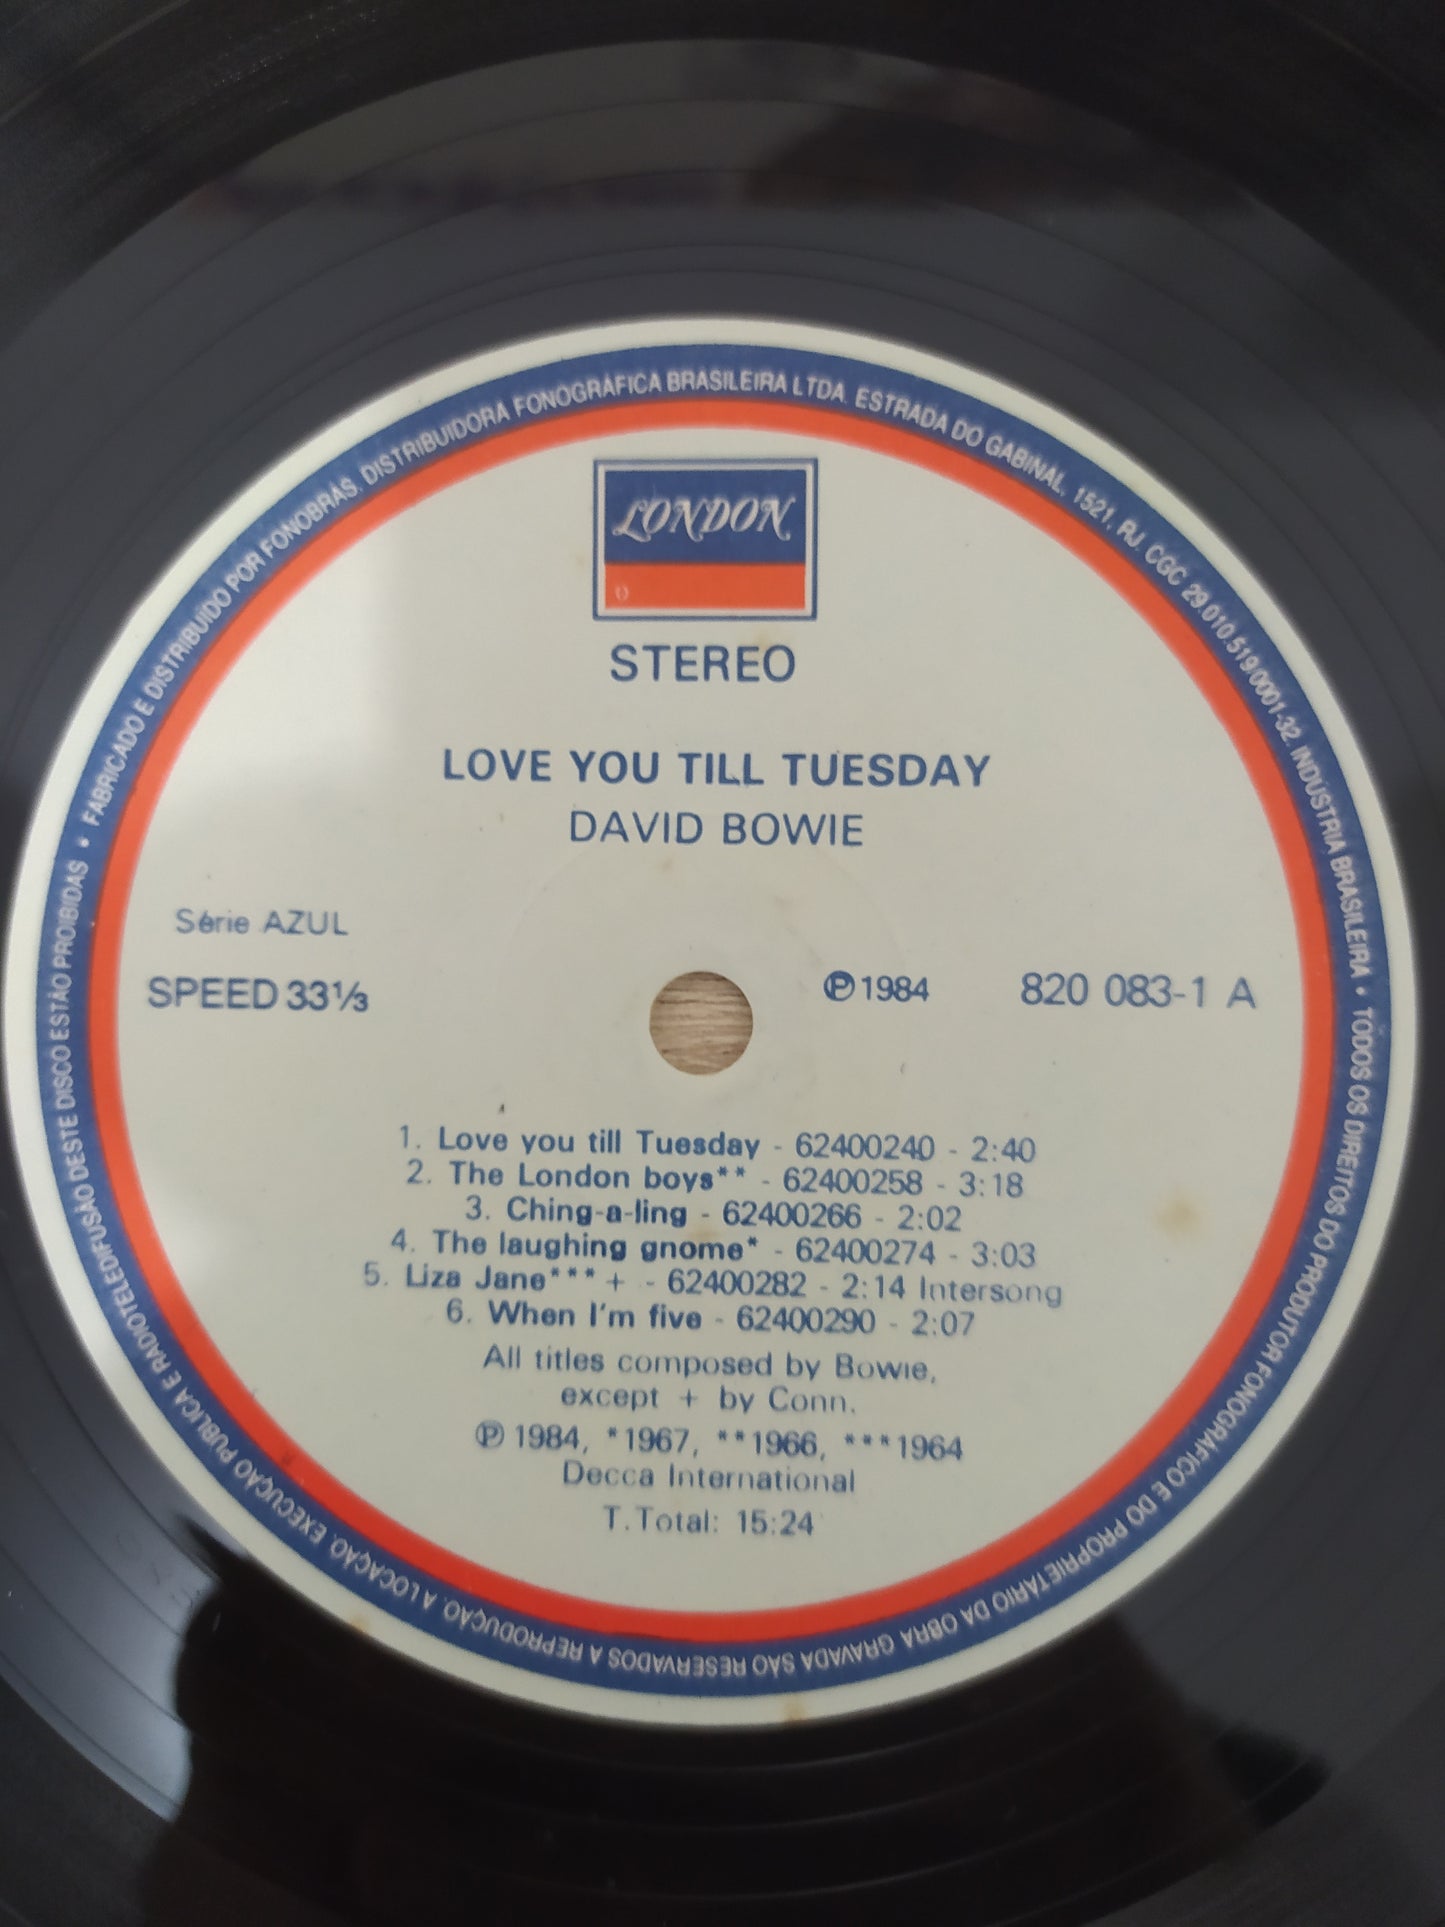 • FABRICADO E DISTRIBUÍDO POR FONOBRÁS. DISTRIBUIDORA FONOGRÁFICA BRASILEIRA LTDA. ESTRADA DO GABINAL, 1521, RJ. CGC 29.010.519/0001-32. INDÚSTRIA BRASILEIRA • TODOS OS DIREITOS DO PRODUTOR FONOGRÁFICO E DO PROPRIETÁRIO DA OBRA GRAVADA SÃO RESERVADOS A REPRODUÇÃO. A LOCAÇÃO. EXECUÇÃO PÚBLICA E RADIOTELEDIFUSÃO DESTE DISCO ESTÃO PROIBIDAS
LONDON
STEREO
LOVE YOU TILL TUESDAY
DAVID BOWIE
Série AZUL
SPEED 33⅓ ℗ 1984 820 083-1 A
1. Love you till Tuesday - 62400240 - 2:40
2. The London boys** - 62400258 - 3:18
3. Ching-a-ling - 62400266 - 2:02
4. The laughing gnome* - 62400274 - 3:03
5. Liza Jane*** + - 62400282 - 2:14 Intersong
6. When I'm five - 62400290 - 2:07
All titles composed by Bowie,
except + by Conn.
℗ 1984, *1967, **1966, ***1964
Decca International
T.Total: 15:24